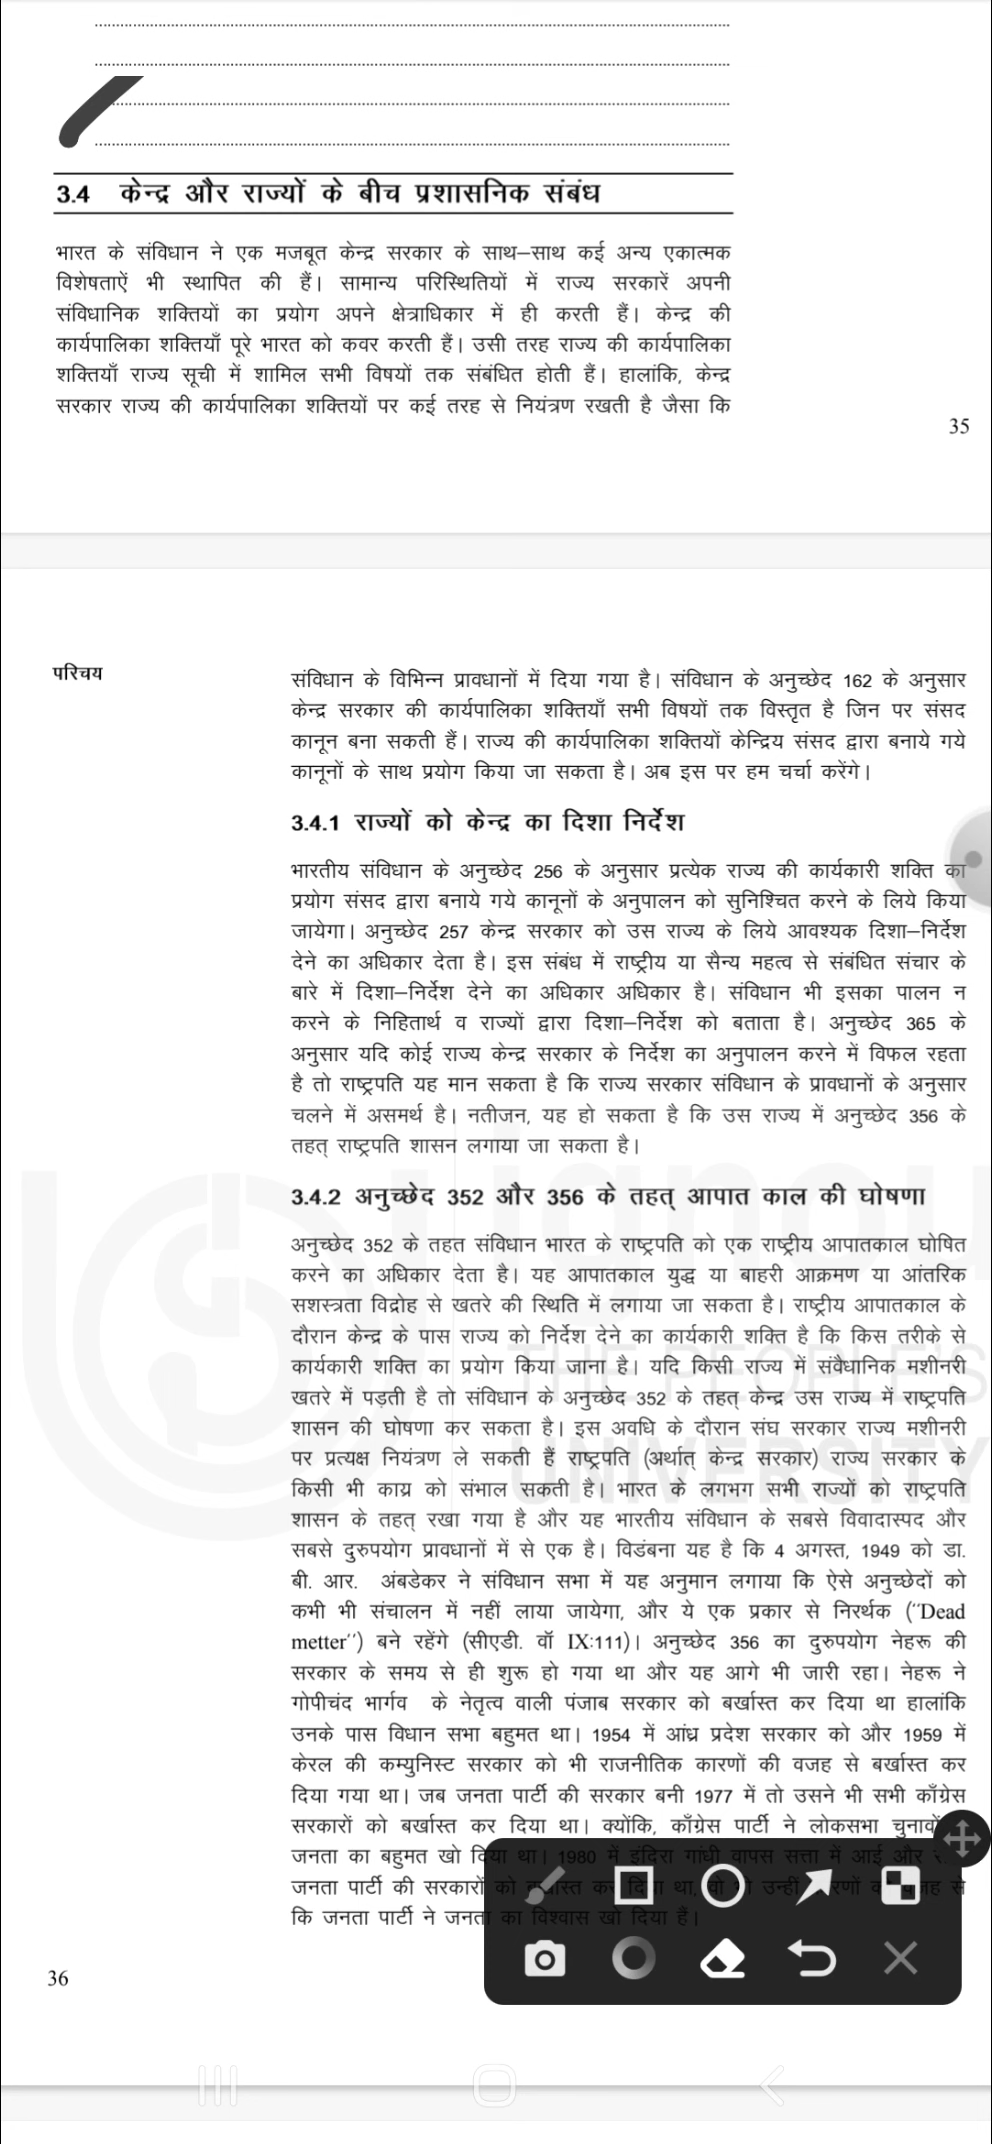 3.4 केन्द्र और राज्यों के बीच प्रशासनिक संबंध
भारत के संविधान ने एक मजबूत केन्द्र सरकार के साथ–साथ कई अन्य एकात्मक
विशेषताऐं भी स्थापित की हैं। सामान्य परिस्थितियों में राज्य सरकारें अपनी
संविधानिक शक्तियों का प्रयोग अपने क्षेत्राधिकार में ही करती हैं। केन्द्र की
कार्यपालिका शक्तियाँ पूरे भारत को कवर करती हैं। उसी तरह राज्य की कार्यपालिका
शक्तियाँ राज्य सूची में शामिल सभी विषयों तक संबंधित होती हैं। हालांकि, केन्द्र
सरकार राज्य की कार्यपालिका शक्तियों पर कई तरह से नियंत्रण रखती है जैसा कि
35
परिचय
संविधान के विभिन्न प्रावधानों में दिया गया है। संविधान के अनुच्छेद 162 के अनुसार
केन्द्र सरकार की कार्यपालिका शक्तियाँ सभी विषयों तक विस्तृत है जिन पर संसद
कानून बना सकती हैं। राज्य की कार्यपालिका शक्तियों केन्द्रिय संसद द्वारा बनाये गये
कानूनों के साथ प्रयोग किया जा सकता है। अब इस पर हम चर्चा करेंगे।
3.4.1 राज्यों को केन्द्र का दिशा निर्देश
भारतीय संविधान के अनुच्छेद 256 के अनुसार प्रत्येक राज्य की कार्यकारी शक्ति का
प्रयोग संसद द्वारा बनाये गये कानूनों के अनुपालन को सुनिश्चित करने के लिये किया
जायेगा। अनुच्छेद 257 केन्द्र सरकार को उस राज्य के लिये आवश्यक दिशा–निर्देश
देने का अधिकार देता है। इस संबंध में राष्ट्रीय या सैन्य महत्व से संबंधित संचार के
बारे में दिशा–निर्देश देने का अधिकार अधिकार है। संविधान भी इसका पालन न
करने के निहितार्थ व राज्यों द्वारा दिशा–निर्देश को बताता है। अनुच्छेद 365 के
अनुसार यदि कोई राज्य केन्द्र सरकार के निर्देश का अनुपालन करने में विफल रहता
है तो राष्ट्रपति यह मान सकता है कि राज्य सरकार संविधान के प्रावधानों के अनुसार
चलने में असमर्थ है। नतीजन, यह हो सकता है कि उस राज्य में अनुच्छेद 356 के
तहत् राष्ट्रपति शासन लगाया जा सकता है।
3.4.2 अनुच्छेद 352 और 356 के तहत् आपात काल की घोषणा
अनुच्छेद 352 के तहत संविधान भारत के राष्ट्रपति को एक राष्ट्रीय आपातकाल घोषित
करने का अधिकार देता है। यह आपातकाल युद्ध या बाहरी आक्रमण या आंतरिक
सशस्त्रता विद्रोह से खतरे की स्थिति में लगाया जा सकता है। राष्ट्रीय आपातकाल के
दौरान केन्द्र के पास राज्य को निर्देश देने का कार्यकारी शक्ति है कि किस तरीके से
कार्यकारी शक्ति का प्रयोग किया जाना है। यदि किसी राज्य में संवैधानिक मशीनरी
खतरे में पड़ती है तो संविधान के अनुच्छेद 352 के तहत् केन्द्र उस राज्य में राष्ट्रपति
शासन की घोषणा कर सकता है। इस अवधि के दौरान संघ सरकार राज्य मशीनरी
पर प्रत्यक्ष नियंत्रण ले सकती हैं राष्ट्रपति (अर्थात् केन्द्र सरकार) राज्य सरकार के
किसी भी काय्र को संभाल सकती है। भारत के लगभग सभी राज्यों को राष्ट्रपति
शासन के तहत् रखा गया है और यह भारतीय संविधान के सबसे विवादास्पद और
सबसे दुरुपयोग प्रावधानों में से एक है। विडंबना यह है कि 4 अगस्त, 1949 को डा.
बी. आर. अंबडेकर ने संविधान सभा में यह अनुमान लगाया कि ऐसे अनुच्छेदों को
कभी भी संचालन में नहीं लाया जायेगा, और ये एक प्रकार से निरर्थक (“Dead
metter”) बने रहेंगे (सीएडी. वॉ IX:111)। अनुच्छेद 356 का दुरुपयोग नेहरू की
सरकार के समय से ही शुरू हो गया था और यह आगे भी जारी रहा। नेहरू ने
गोपीचंद भार्गव के नेतृत्व वाली पंजाब सरकार को बर्खास्त कर दिया था हालांकि
उनके पास विधान सभा बहुमत था। 1954 में आंध्र प्रदेश सरकार को और 1959 में
केरल की कम्युनिस्ट सरकार को भी राजनीतिक कारणों की वजह से बर्खास्त कर
दिया गया था। जब जनता पार्टी की सरकार बनी 1977 में तो उसने भी सभी काँग्रेस
सरकारों को बर्खास्त कर दिया था। क्योंकि, काँग्रेस पार्टी ने लोकसभा चुनावों
जनता का बहुमत खो दिया था। 1980 में इंदिरा गांधी वापस सत्ता में आई और
जनता पार्टी की सरकारों को बर्खास्त कर दिया था, वो भी उन्हीं कारणों की वजह से
कि जनता पार्टी ने जनता का विश्वास खो दिया हैं।
36
ignou
THE PEOPLE'S
UNIVERSITY